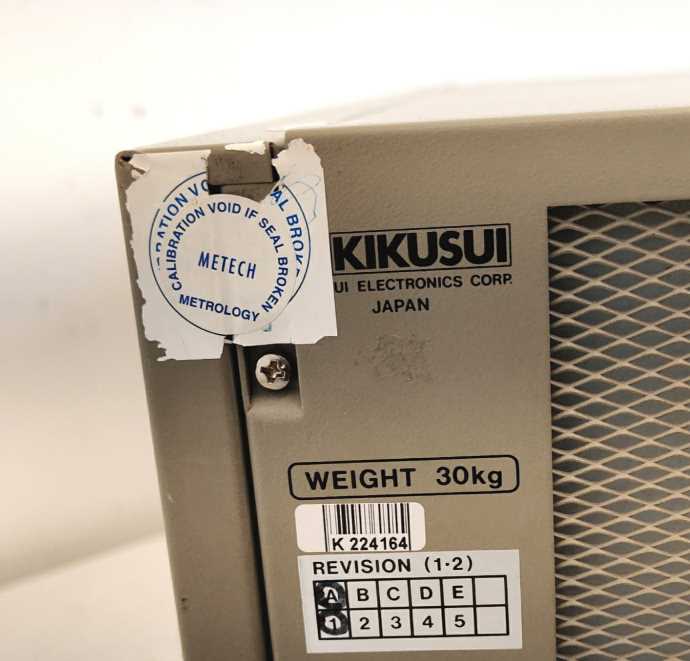 CALIBRATION VOID IF SEAL BROKEN
METECH
METROLOGY
KIKUSUI
UI ELECTRONICS CORP.
JAPAN
WEIGHT 30kg
K 224164
REVISION (1·2)
A B C D E
1 2 3 4 5